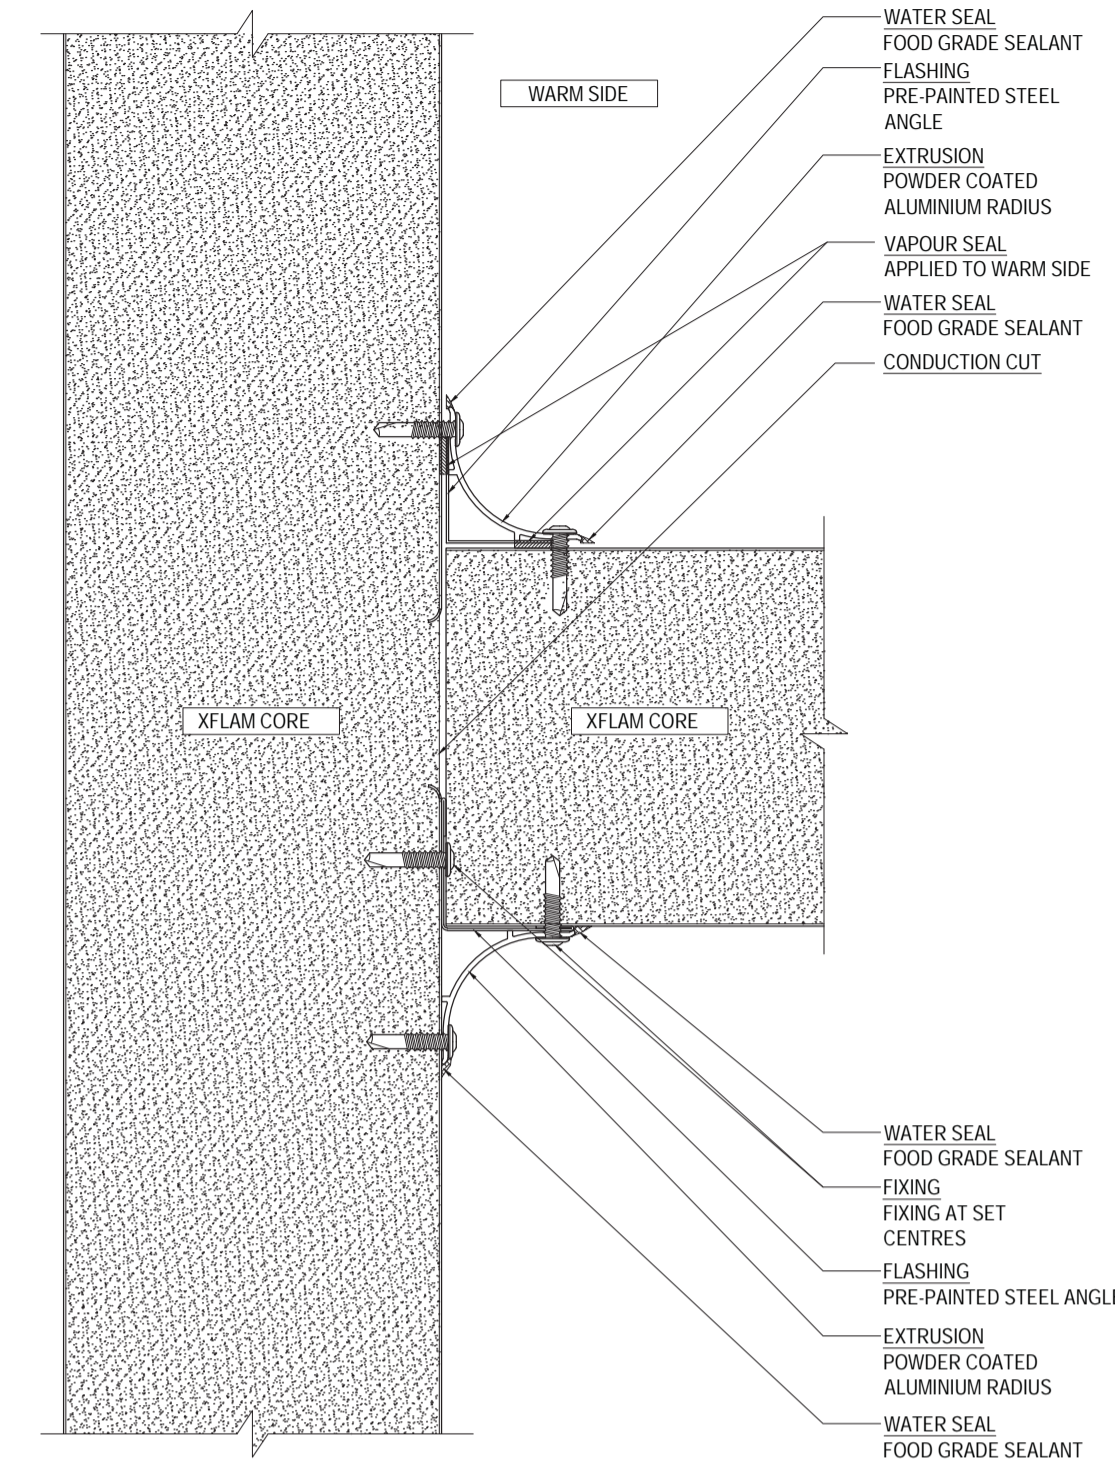 WATER SEAL
FOOD GRADE SEALANT
FLASHING
PRE-PAINTED STEEL
ANGLE
WARM SIDE
EXTRUSION
POWDER COATED
ALUMINIUM RADIUS
VAPOUR SEAL
APPLIED TO WARM SIDE
WATER SEAL
FOOD GRADE SEALANT
CONDUCTION CUT
XFLAM CORE
XFLAM CORE
WATER SEAL
FOOD GRADE SEALANT
FIXING
FIXING AT SET
CENTRES
FLASHING
PRE-PAINTED STEEL ANGLE
EXTRUSION
POWDER COATED
ALUMINIUM RADIUS
WATER SEAL
FOOD GRADE SEALANT